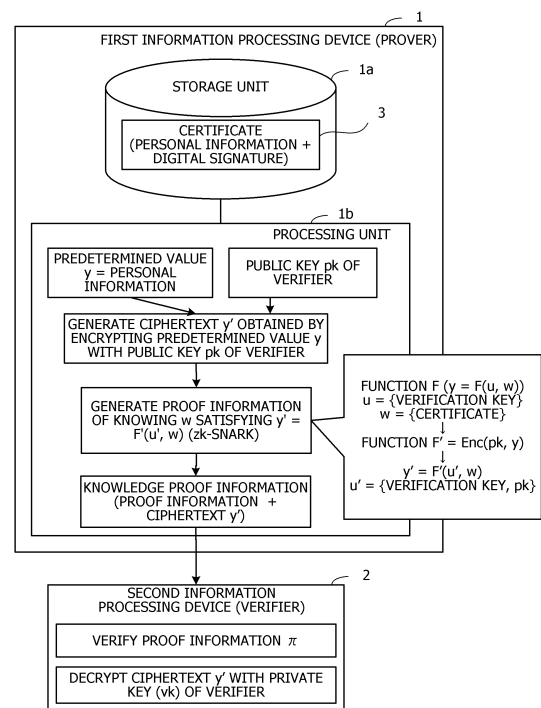 1
FIRST INFORMATION PROCESSING DEVICE (PROVER)
1a
STORAGE UNIT
3
CERTIFICATE
(PERSONAL INFORMATION +
DIGITAL SIGNATURE)
1b
PROCESSING UNIT
PREDETERMINED VALUE
y = PERSONAL
INFORMATION
PUBLIC KEY pk OF
VERIFIER
GENERATE CIPHERTEXT y' OBTAINED BY
ENCRYPTING PREDETERMINED VALUE y
WITH PUBLIC KEY pk OF VERIFIER
GENERATE PROOF INFORMATION
OF KNOWING w SATISFYING y' =
F'(u', w) (zk-SNARK)
FUNCTION F (y = F(u, w))
u = {VERIFICATION KEY}
w = {CERTIFICATE}
↓
FUNCTION F' = Enc(pk, y)
↓
y' = F'(u', w)
u' = {VERIFICATION KEY, pk}
KNOWLEDGE PROOF INFORMATION
(PROOF INFORMATION +
CIPHERTEXT y')
2
SECOND INFORMATION
PROCESSING DEVICE (VERIFIER)
VERIFY PROOF INFORMATION π
DECRYPT CIPHERTEXT y' WITH PRIVATE
KEY (vk) OF VERIFIER